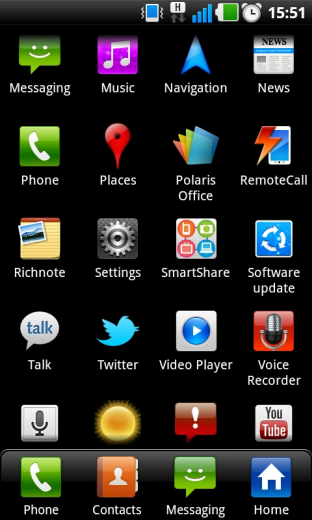 H 15:51
NEWS
Messaging Music Navigation News
Phone Places Polaris Office RemoteCall
Richnote Settings SmartShare Software update
talk
Talk Twitter Video Player Voice Recorder
You
Tube
Phone Contacts Messaging Home